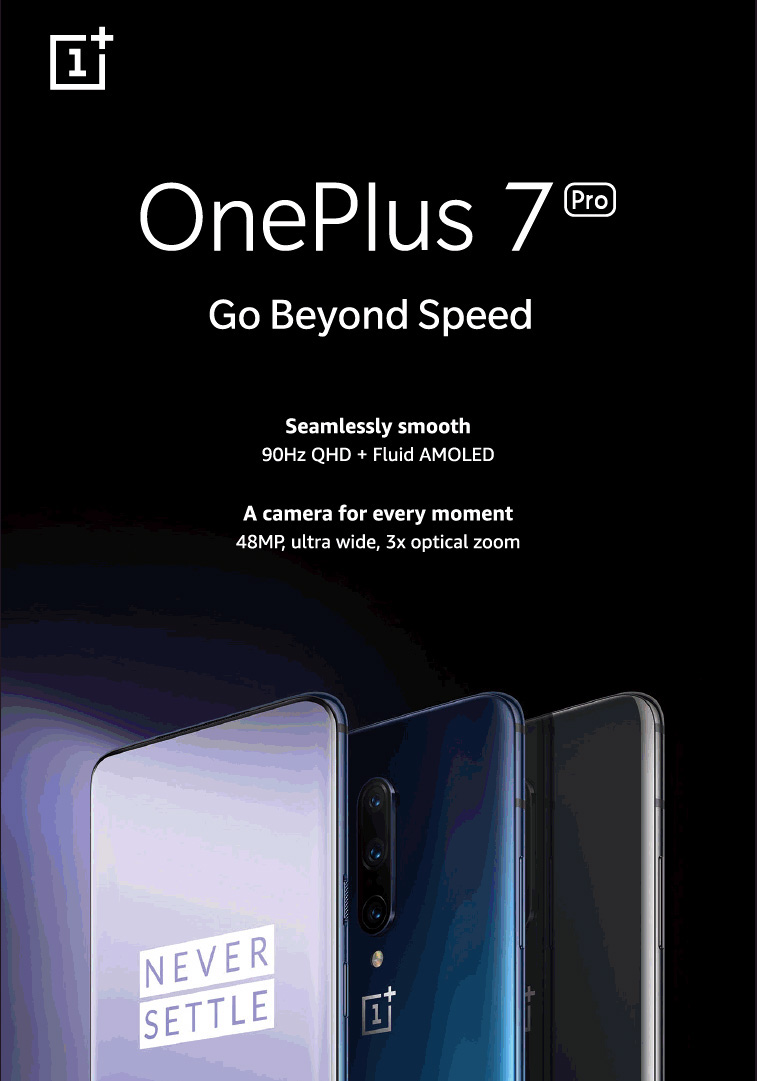 1+
OnePlus 7 Pro
Go Beyond Speed
Seamlessly smooth
90Hz QHD + Fluid AMOLED
A camera for every moment
48MP, ultra wide, 3x optical zoom
NEVER
SETTLE
1+